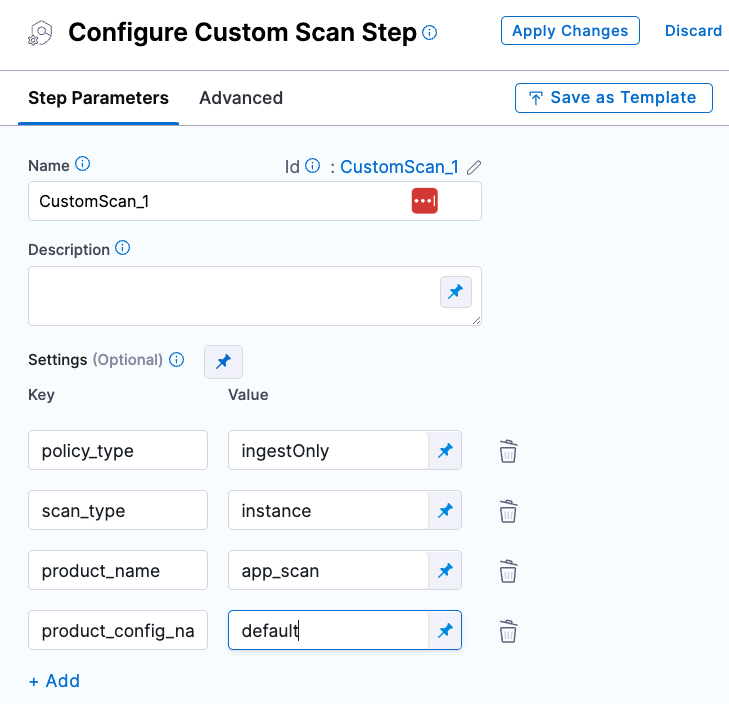 Configure Custom Scan Step
Apply Changes
Discard
Step Parameters
Advanced
Save as Template
Name
Id : CustomScan_1
CustomScan_1
Description
Settings (Optional)
Key Value
policy_type ingestOnly
scan_type instance
product_name app_scan
product_config_na default
+ Add